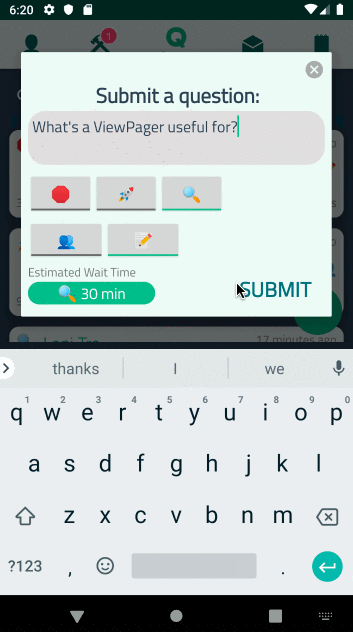 6:20
1
Submit a question:
What's a ViewPager useful for?
Estimated Wait Time
30 min
SUBMIT
17 minutes ago
thanks I we
1 2 3 4 5 6 7 8 9 0
q w e r t y u i o p
a s d f g h j k l
z x c v b n m
?123 , .